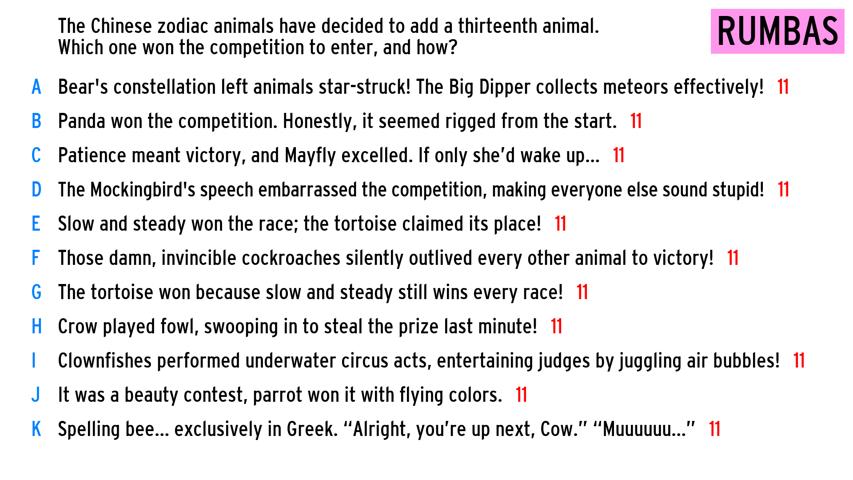 The Chinese zodiac animals have decided to add a thirteenth animal.
Which one won the competition to enter, and how?
RUMBAS
A Bear's constellation left animals star-struck! The Big Dipper collects meteors effectively! 11
B Panda won the competition. Honestly, it seemed rigged from the start. 11
C Patience meant victory, and Mayfly excelled. If only she'd wake up... 11
D The Mockingbird's speech embarrassed the competition, making everyone else sound stupid! 11
E Slow and steady won the race; the tortoise claimed its place! 11
F Those damn, invincible cockroaches silently outlived every other animal to victory! 11
G The tortoise won because slow and steady still wins every race! 11
H Crow played fowl, swooping in to steal the prize last minute! 11
I Clownfishes performed underwater circus acts, entertaining judges by juggling air bubbles! 11
J It was a beauty contest, parrot won it with flying colors. 11
K Spelling bee... exclusively in Greek. “Alright, you're up next, Cow.” “Muuuuuu...” 11